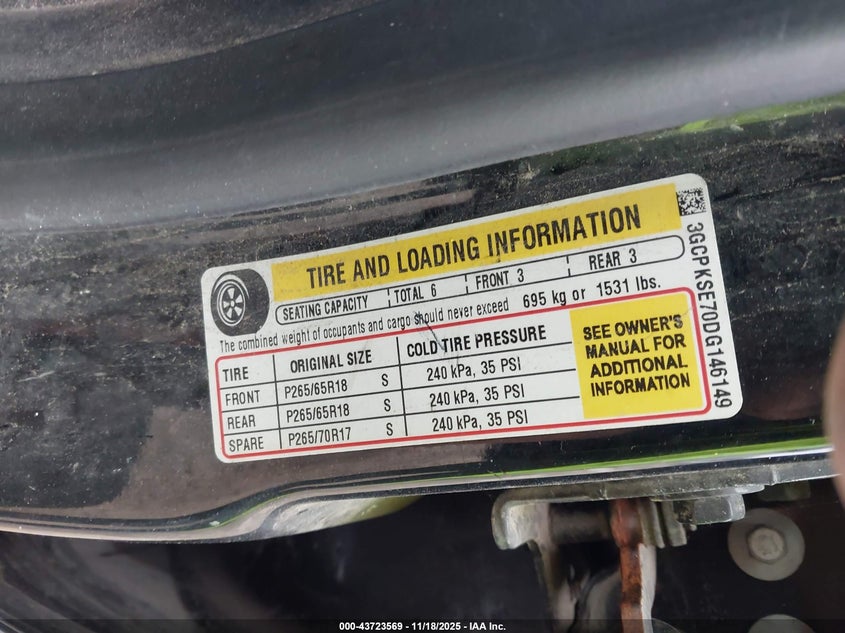 TIRE AND LOADING INFORMATION
SEATING CAPACITY TOTAL 6 FRONT 3 REAR 3
The combined weight of occupants and cargo should never exceed 695 kg or 1531 lbs.
TIRE ORIGINAL SIZE COLD TIRE PRESSURE
FRONT P265/65R18 S 240 kPa, 35 PSI
REAR P265/65R18 S 240 kPa, 35 PSI
SPARE P265/70R17 S 240 kPa, 35 PSI
SEE OWNER'S
MANUAL FOR
ADDITIONAL
INFORMATION
3GCPKSE70DG146149
000-43723569 - 11/18/2025 - IAA Inc.